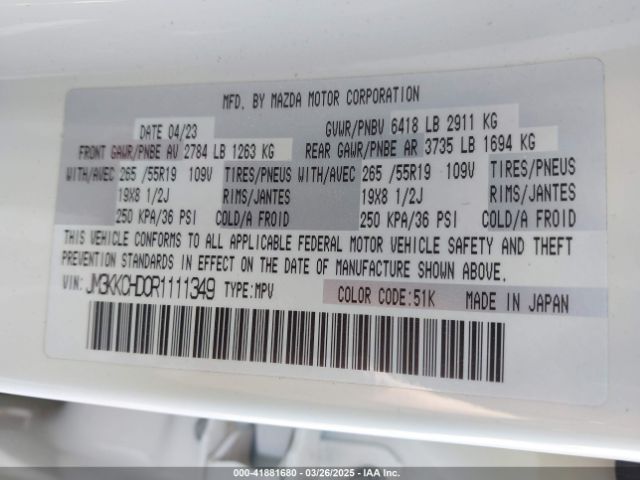 MFD. BY MAZDA MOTOR CORPORATION
DATE 04/23 GVWR/PNBV 6418 LB 2911 KG
FRONT GAWR/PNBE AV 2784 LB 1263 KG REAR GAWR/PNBE AR 3735 LB 1694 KG
WITH/AVEC 265 /55R19 109V TIRES/PNEUS WITH/AVEC 265 /55R19 109V TIRES/PNEUS
19X8 1/2J RIMS/JANTES 19X8 1/2J RIMS/JANTES
250 KPA/36 PSI COLD/A FROID 250 KPA/36 PSI COLD/A FROID
THIS VEHICLE CONFORMS TO ALL APPLICABLE FEDERAL MOTOR VEHICLE SAFETY AND THEFT
PREVENTION STANDARDS IN EFFECT ON THE DATE OF MANUFACTURE SHOWN ABOVE.
VIN: JM3KKCHD0R1111349 TYPE:MPV COLOR CODE:51K MADE IN JAPAN
000-41881680 - 03/26/2025 - IAA Inc.